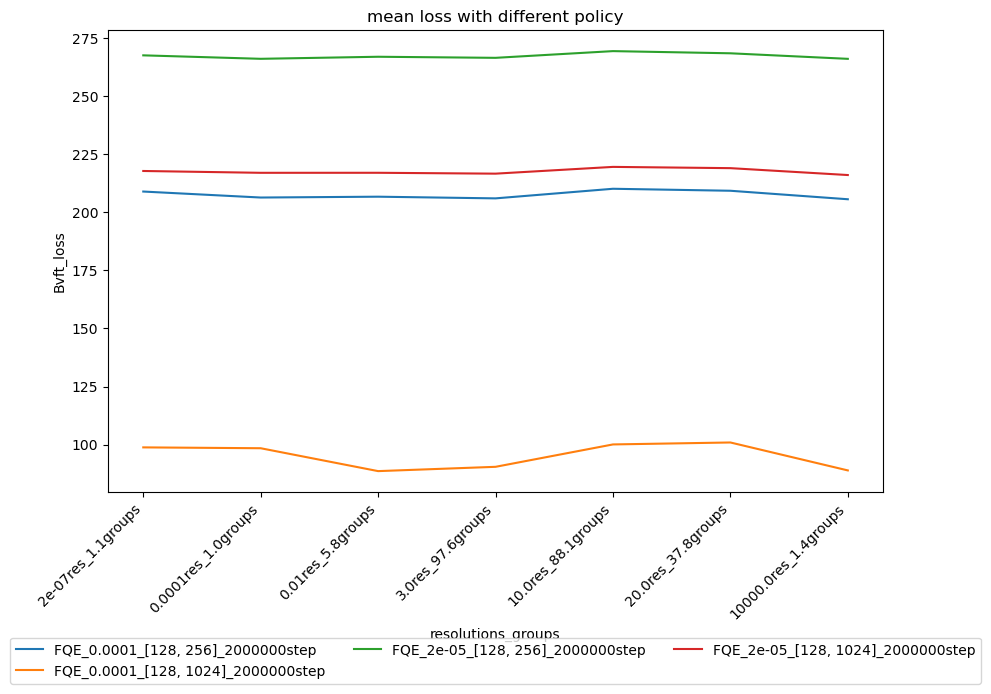 mean loss with different policy
275
250
225
200
175
150
125
100
Bvft_loss
2e-07res_1.1groups
0.0001res_1.0groups
0.01res_5.8groups
3.0res_97.6groups
10.0res_88.1groups
20.0res_37.8groups
10000.0res_1.4groups
resolutions_groups
FQE_0.0001_[128, 256]_2000000step
FQE_0.0001_[128, 1024]_2000000step
FQE_2e-05_[128, 256]_2000000step
FQE_2e-05_[128, 1024]_2000000step